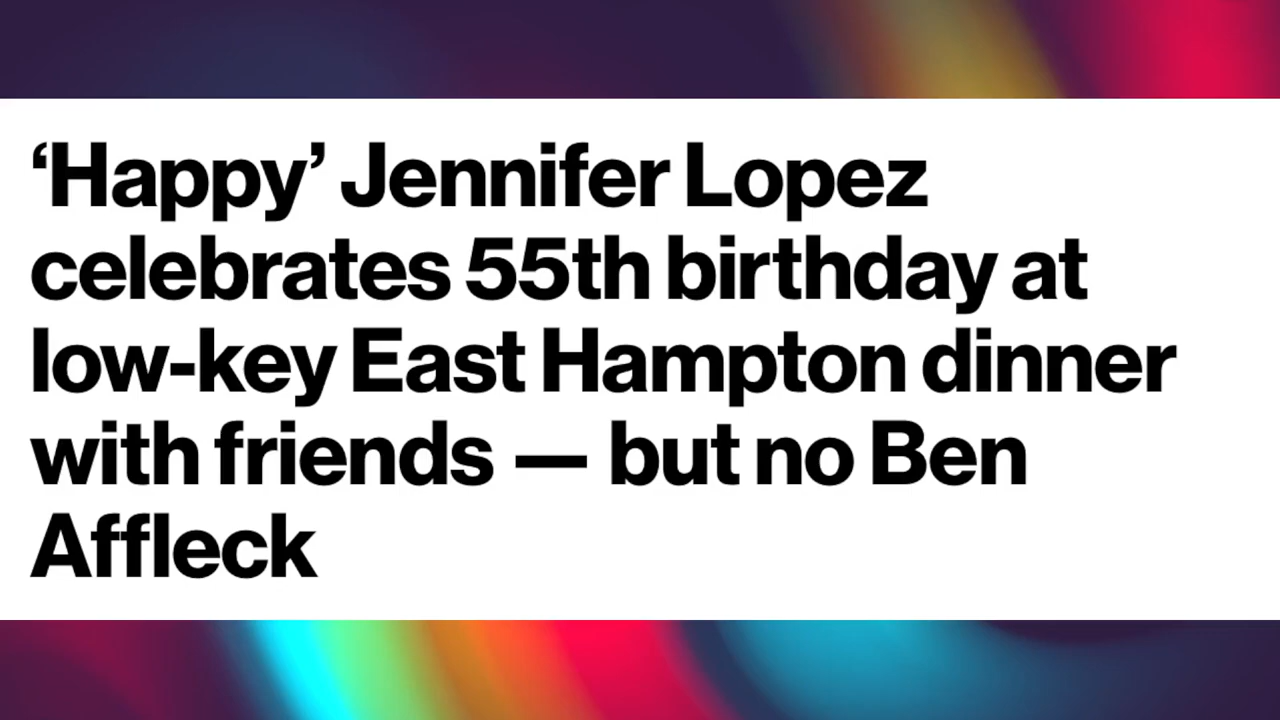 ‘Happy’ Jennifer Lopez
celebrates 55th birthday at
low-key East Hampton dinner
with friends — but no Ben
Affleck